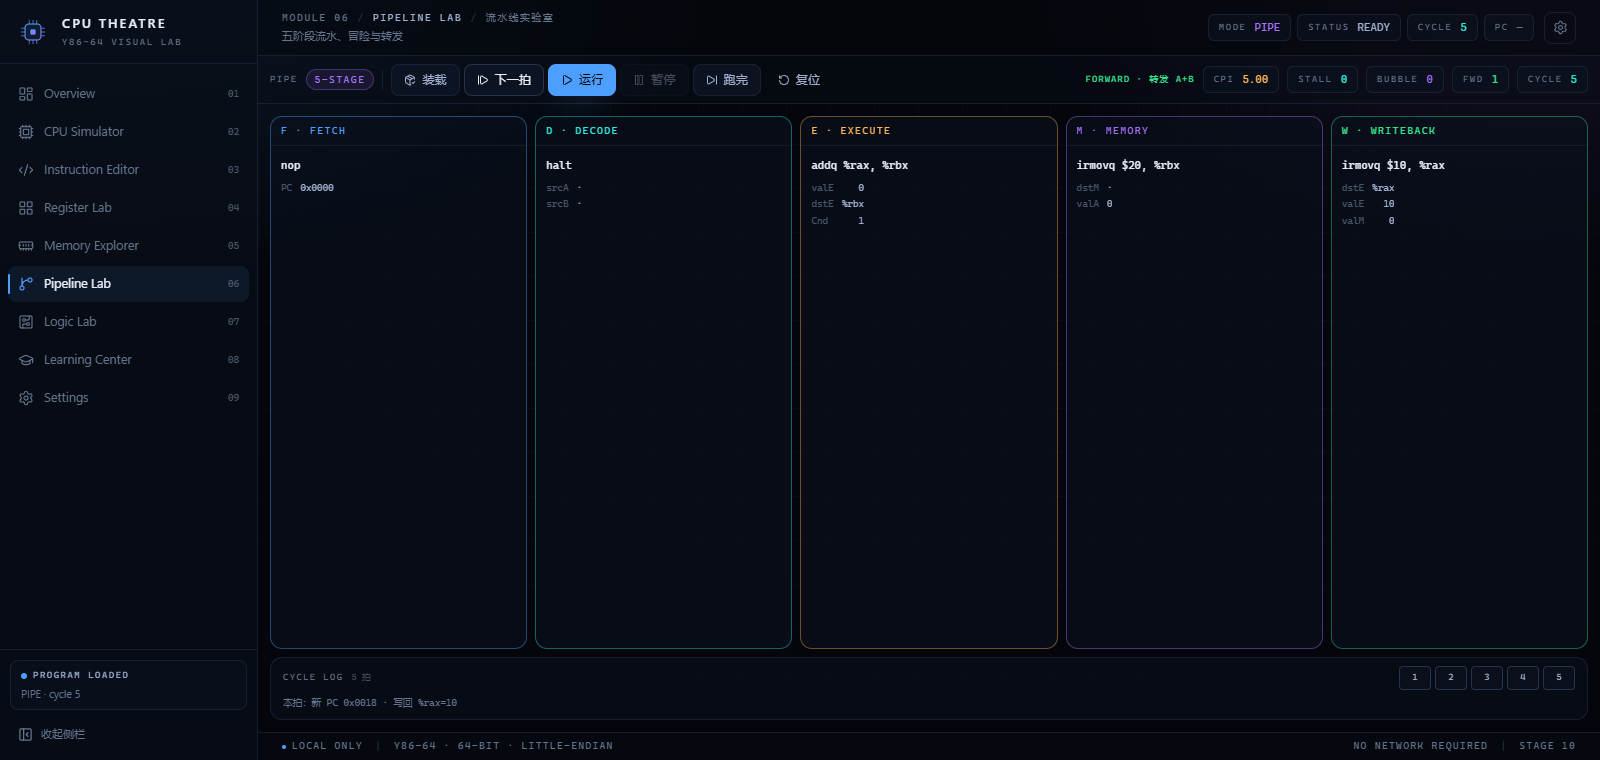 CPU THEATRE
Y86-64 VISUAL LAB
Overview 01
CPU Simulator 02
Instruction Editor 03
Register Lab 04
Memory Explorer 05
Pipeline Lab 06
Logic Lab 07
Learning Center 08
Settings 09
PROGRAM LOADED
PIPE · cycle 5
收起侧栏
MODULE 06 / PIPELINE LAB / 流水线实验室
五阶段流水、冒险与转发
MODE PIPE
STATUS READY
CYCLE 5
PC —
PIPE 5-STAGE 装载 下一拍 运行 暂停 跑完 复位
FORWARD · 转发 A+B
CPI 5.00
STALL 0
BUBBLE 0
FWD 1
CYCLE 5
F · FETCH
nop
PC 0x0000
D · DECODE
halt
srcA ·
srcB ·
E · EXECUTE
addq %rax, %rbx
valE 0
dstE %rbx
Cnd 1
M · MEMORY
irmovq $20, %rbx
dstM ·
valA 0
W · WRITEBACK
irmovq $10, %rax
dstE %rax
valE 10
valM 0
CYCLE LOG 5 拍
1 2 3 4 5
本拍: 新 PC 0x0018 · 写回 %rax=10
LOCAL ONLY | Y86-64 · 64-BIT · LITTLE-ENDIAN
NO NETWORK REQUIRED | STAGE 10